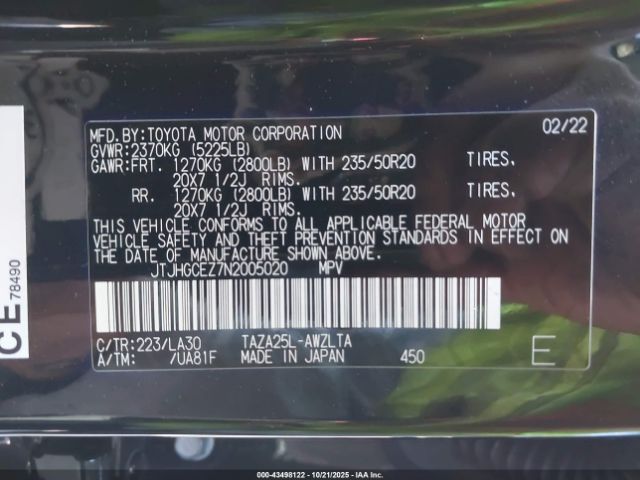 MFD. BY: TOYOTA MOTOR CORPORATION 02/22
GVWR: 2370KG (5225LB)
GAWR: FRT. 1270KG (2800LB) WITH 235/50R20 TIRES.
20X7 1/2J RIMS.
RR. 1270KG (2800LB) WITH 235/50R20 TIRES.
20X7 1/2J RIMS.
THIS VEHICLE CONFORMS TO ALL APPLICABLE FEDERAL MOTOR
VEHICLE SAFETY AND THEFT PREVENTION STANDARDS IN EFFECT ON
THE DATE OF MANUFACTURE SHOWN ABOVE.
JTJHGCEZ7N2005020 MPV
C/TR: 223/LA30 TAZA25L-AWZLTA
A/TM: 7UA81F MADE IN JAPAN 450 E
CE 78490
000-43498122 - 10/21/2025 - IAA Inc.